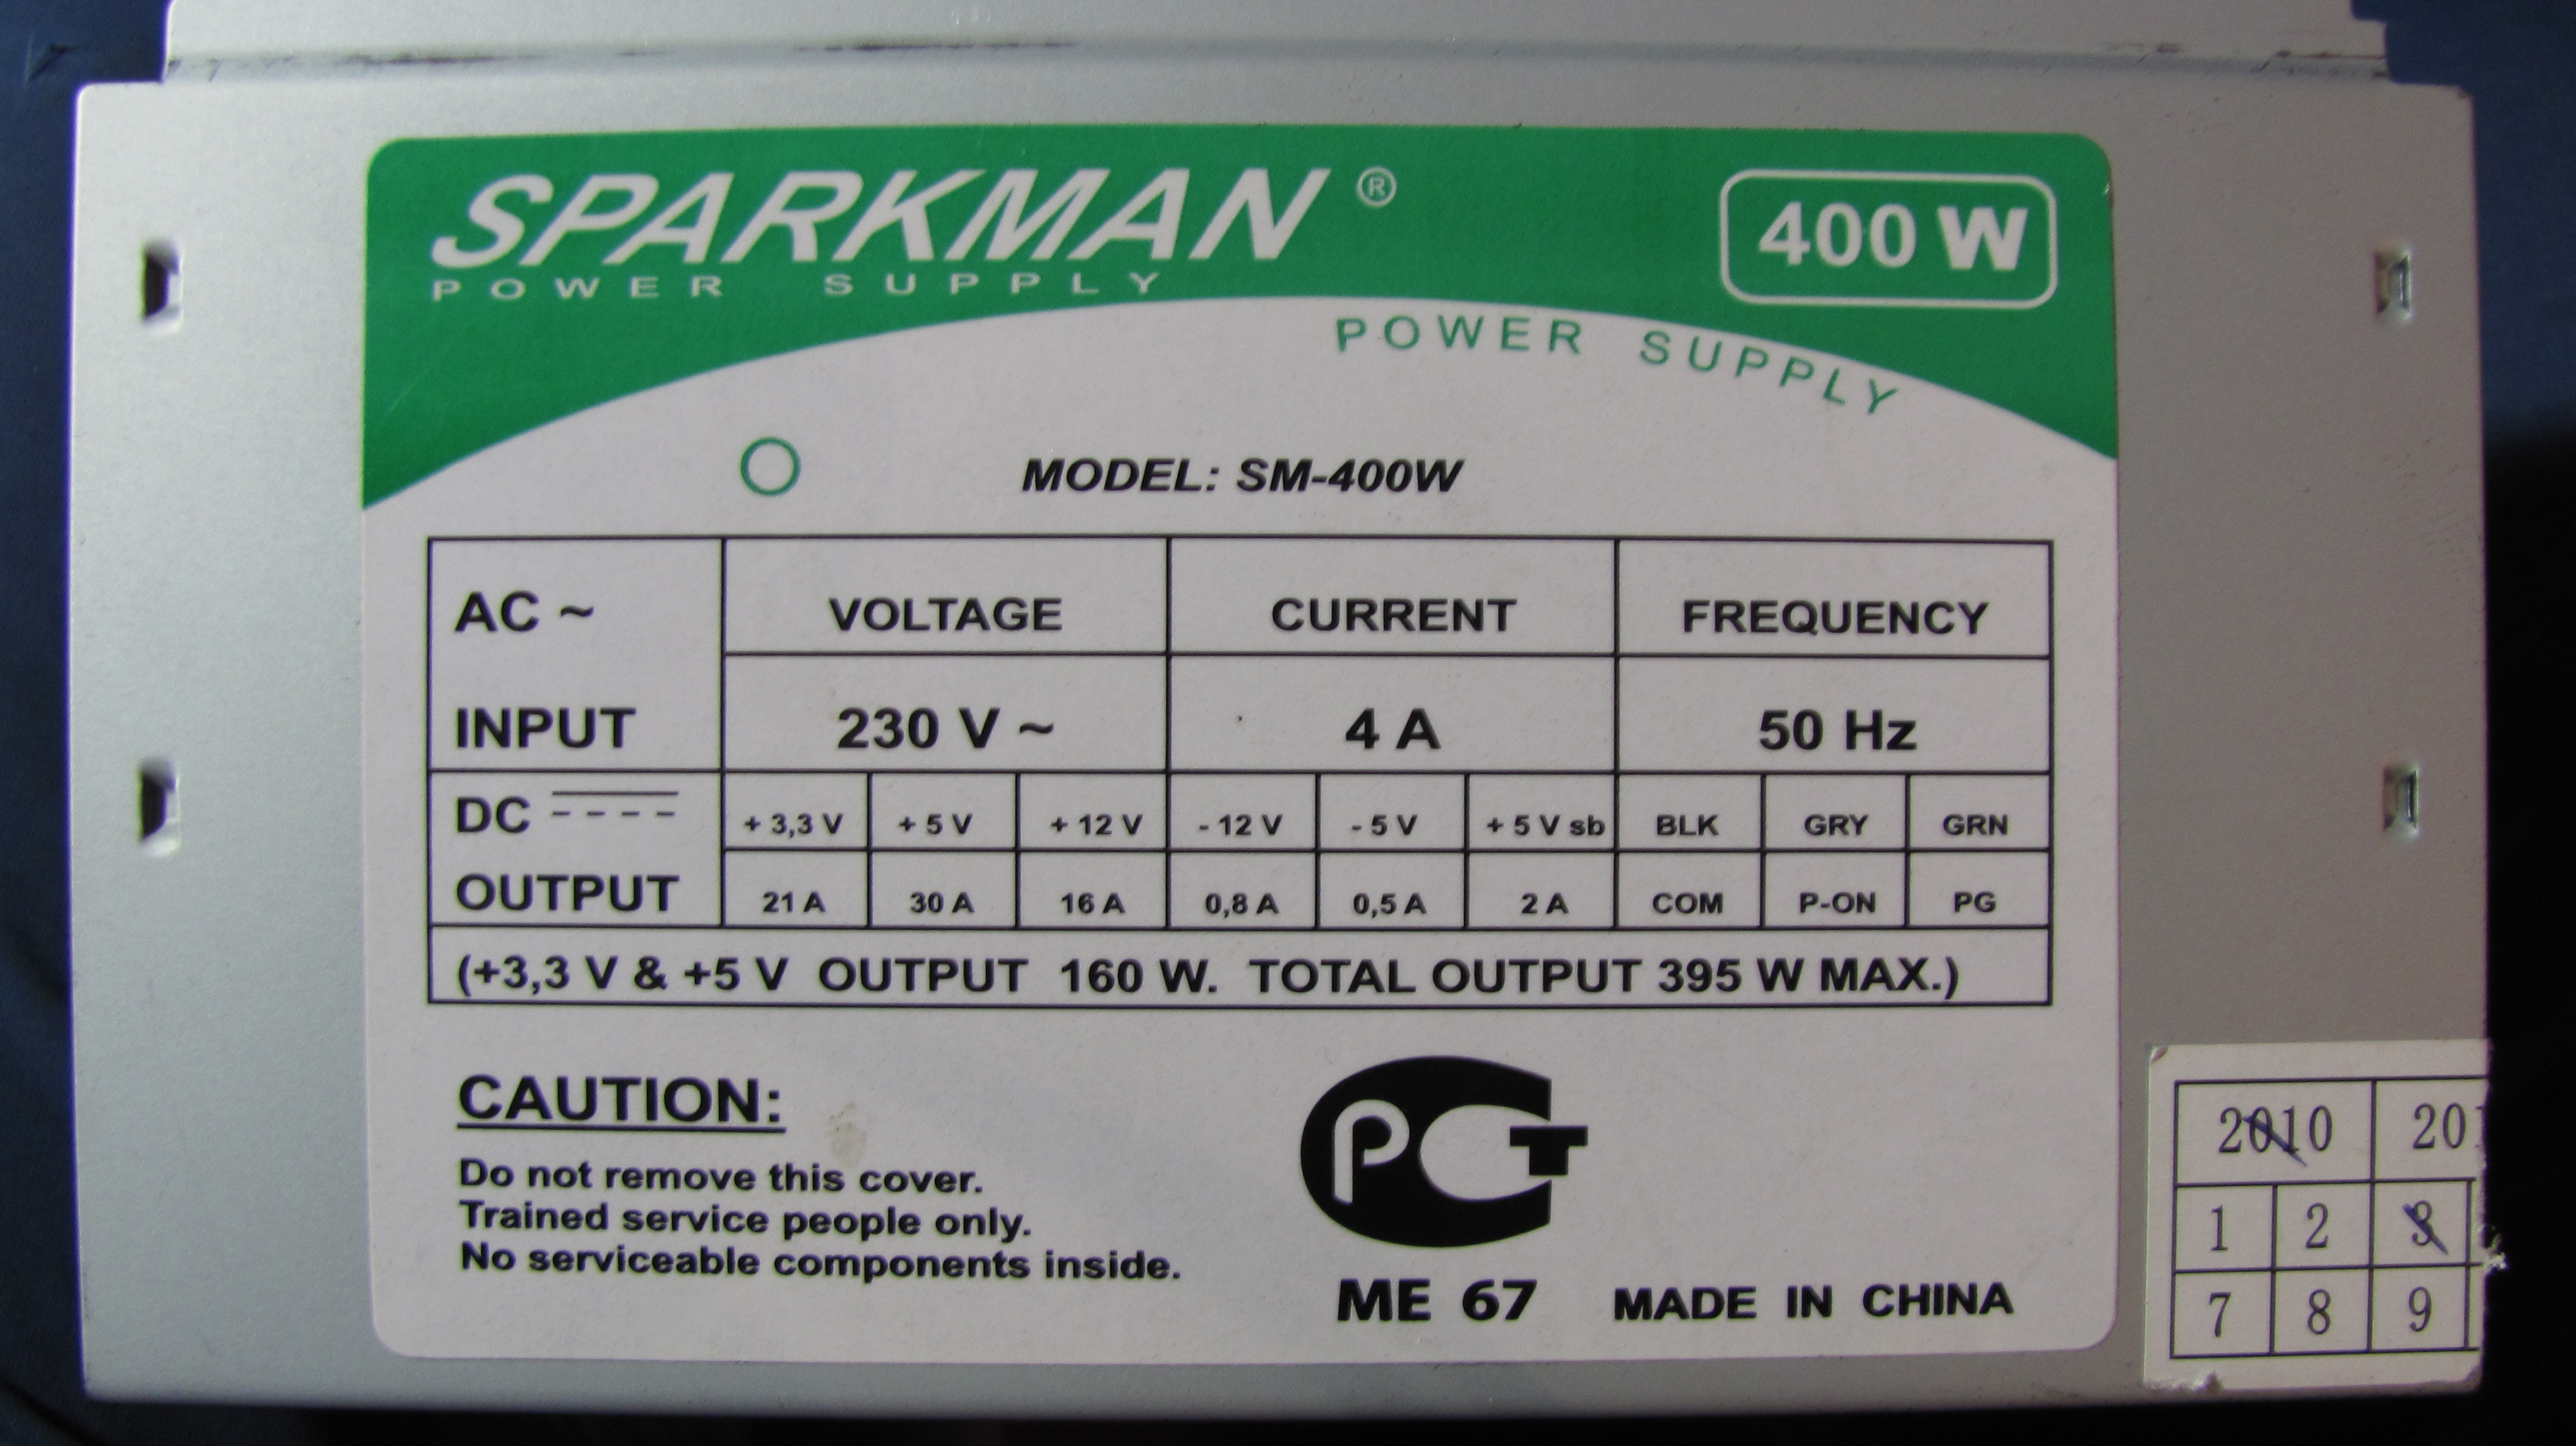 SPARKMAN ®
POWER SUPPLY
400 W
POWER SUPPLY
MODEL: SM-400W
AC ~ VOLTAGE CURRENT FREQUENCY
INPUT 230 V ~ 4 A 50 Hz
DC + 3,3 V + 5 V + 12 V - 12 V - 5 V + 5 V sb BLK GRY GRN
OUTPUT 21 A 30 A 16 A 0,8 A 0,5 A 2 A COM P-ON PG
(+3,3 V & +5 V OUTPUT 160 W. TOTAL OUTPUT 395 W MAX.)
CAUTION:
Do not remove this cover.
Trained service people only.
No serviceable components inside.
РСТ
ME 67 MADE IN CHINA
2010
1 2 3
7 8 9